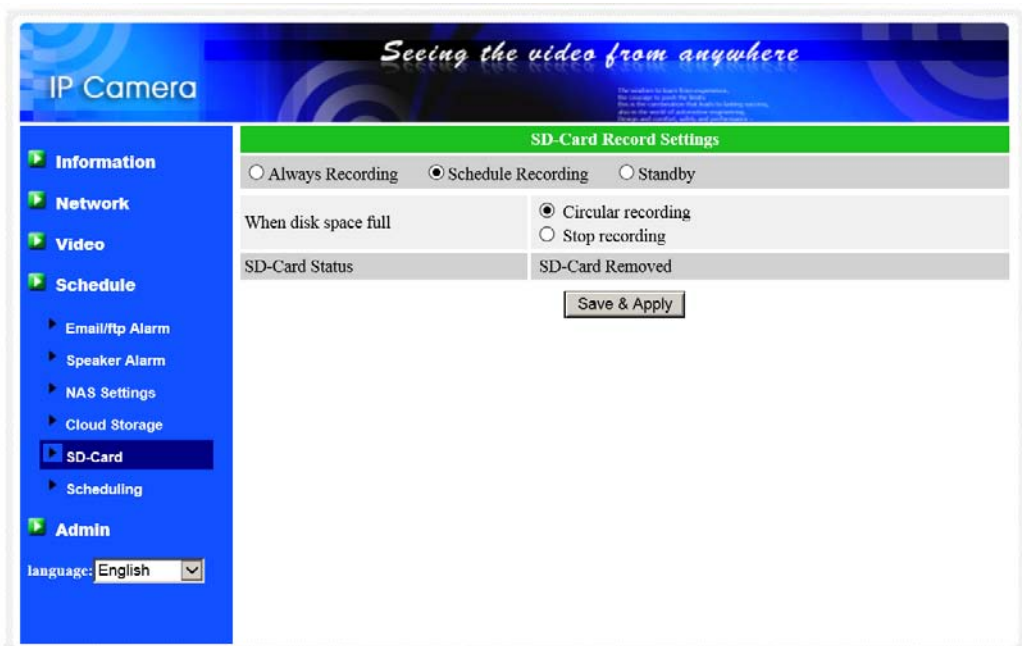 Seeing the video from anywhere
IP Camera
SD-Card Record Settings
Information
Always Recording Schedule Recording Standby
Network
When disk space full
Circular recording
Stop recording
Video
SD-Card Status SD-Card Removed
Schedule
Save & Apply
Email/ftp Alarm
Speaker Alarm
NAS Settings
Cloud Storage
SD-Card
Scheduling
Admin
language: English